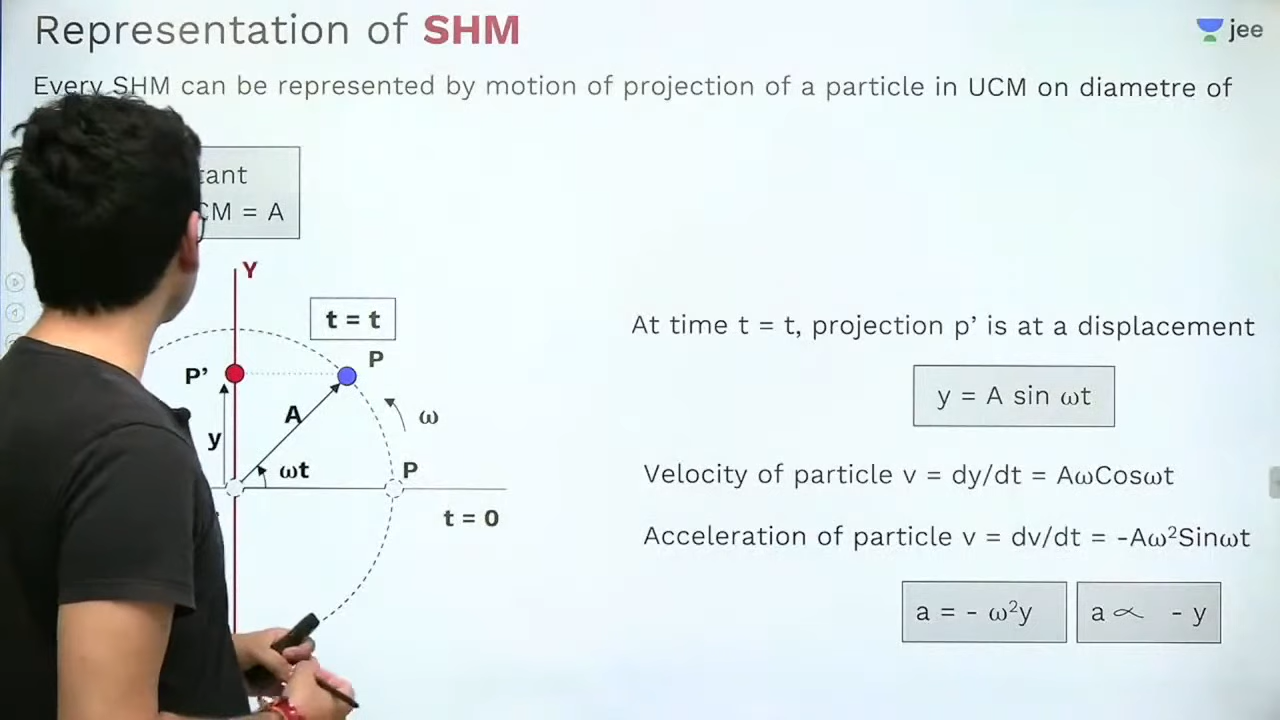 Representation of SHM
jee
Every SHM can be represented by motion of projection of a particle in UCM on diametre of
tant
CM = A
Y
t = t
P
P'
A
ω
y
ωt
P
t = 0
At time t = t, projection p’ is at a displacement
y = A sin ωt
Velocity of particle v = dy/dt = AωCosωt
Acceleration of particle v = dv/dt = -Aω²Sinωt
a = - ω²y
a ∝ - y